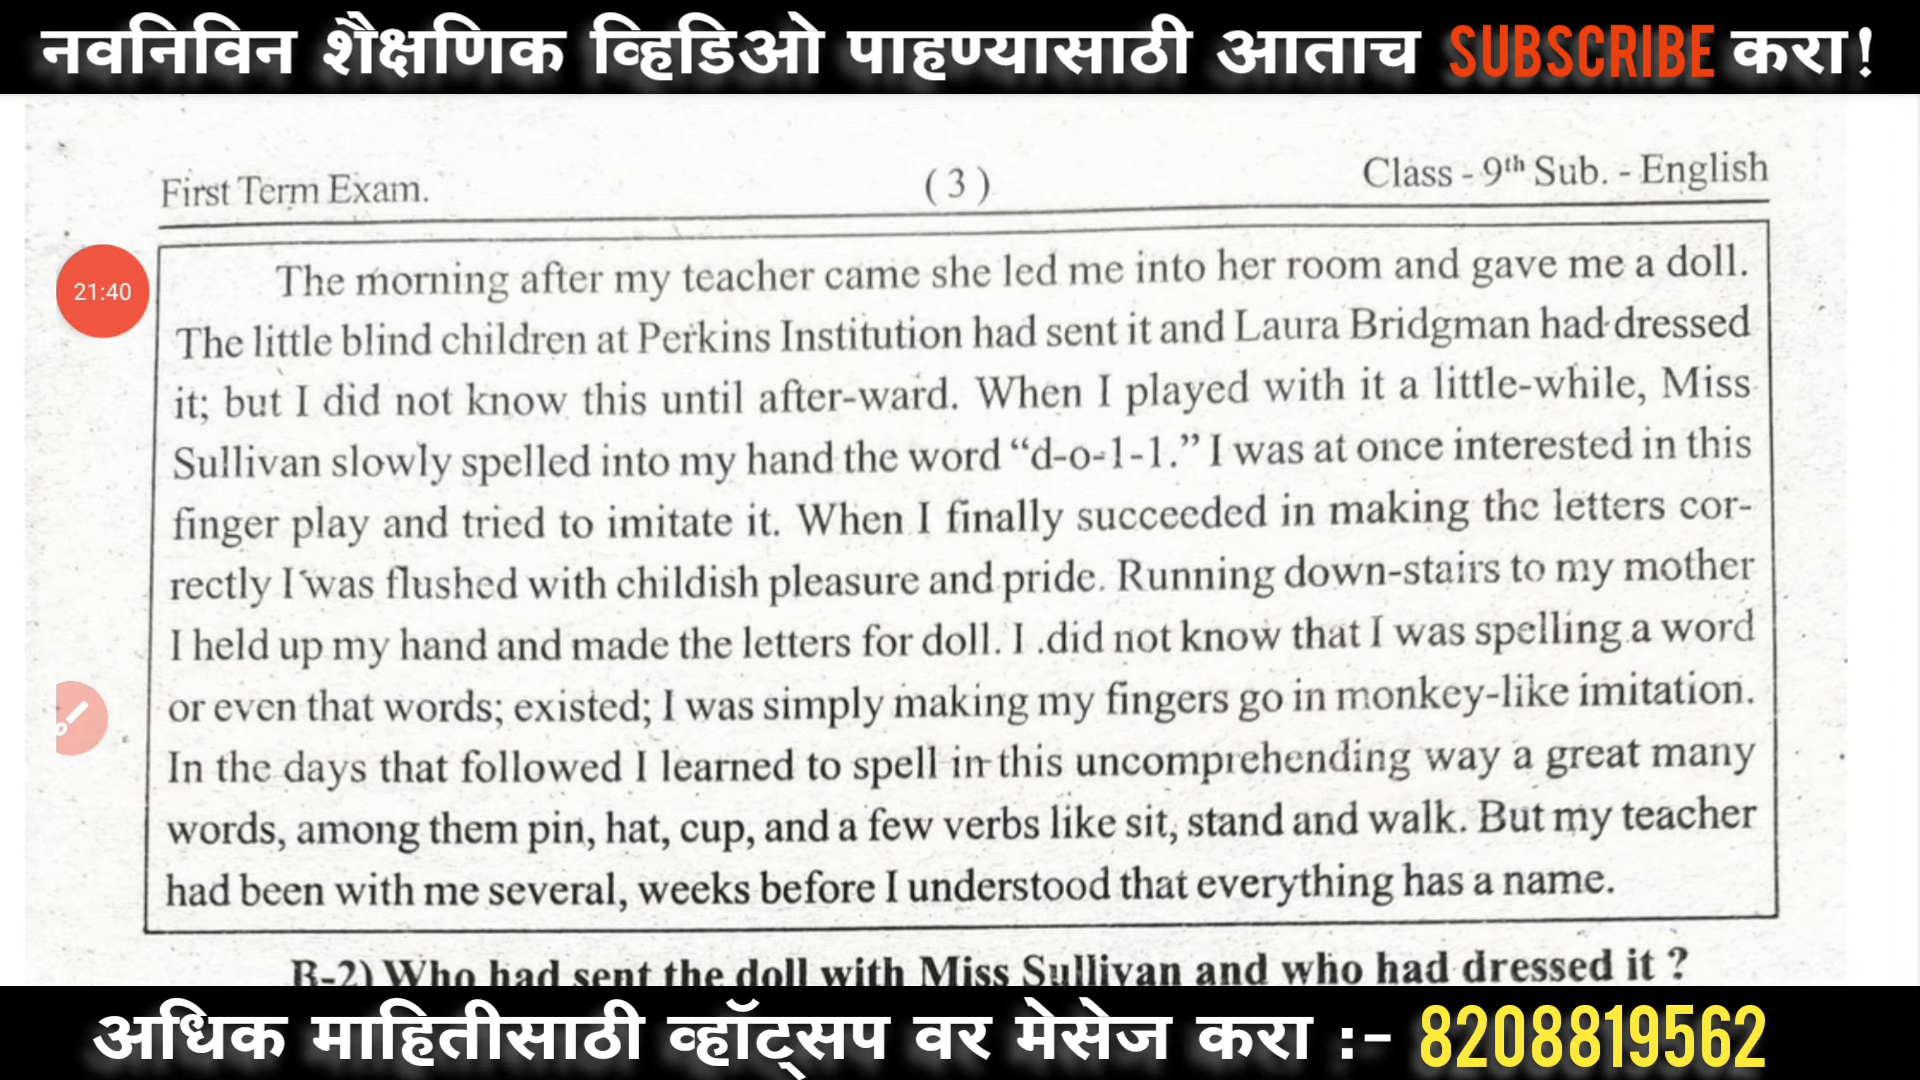 नवनिविन शैक्षणिक व्हिडिओ पाहण्यासाठी आताच SUBSCRIBE करा!
First Term Exam. (3) Class - 9th Sub. - English
21:40
The morning after my teacher came she led me into her room and gave me a doll.
The little blind children at Perkins Institution had sent it and Laura Bridgman had dressed
it; but I did not know this until after-ward. When I played with it a little-while, Miss
Sullivan slowly spelled into my hand the word “d-o-1-1.” I was at once interested in this
finger play and tried to imitate it. When I finally succeeded in making the letters cor-
rectly I was flushed with childish pleasure and pride. Running down-stairs to my mother
I held up my hand and made the letters for doll. I .did not know that I was spelling a word
or even that words; existed; I was simply making my fingers go in monkey-like imitation.
In the days that followed I learned to spell in this uncomprehending way a great many
words, among them pin, hat, cup, and a few verbs like sit, stand and walk. But my teacher
had been with me several, weeks before I understood that everything has a name.
B-2) Who had sent the doll with Miss Sullivan and who had dressed it ?
अधिक माहितीसाठी व्हॉट्सप वर मेसेज करा :- 8208819562